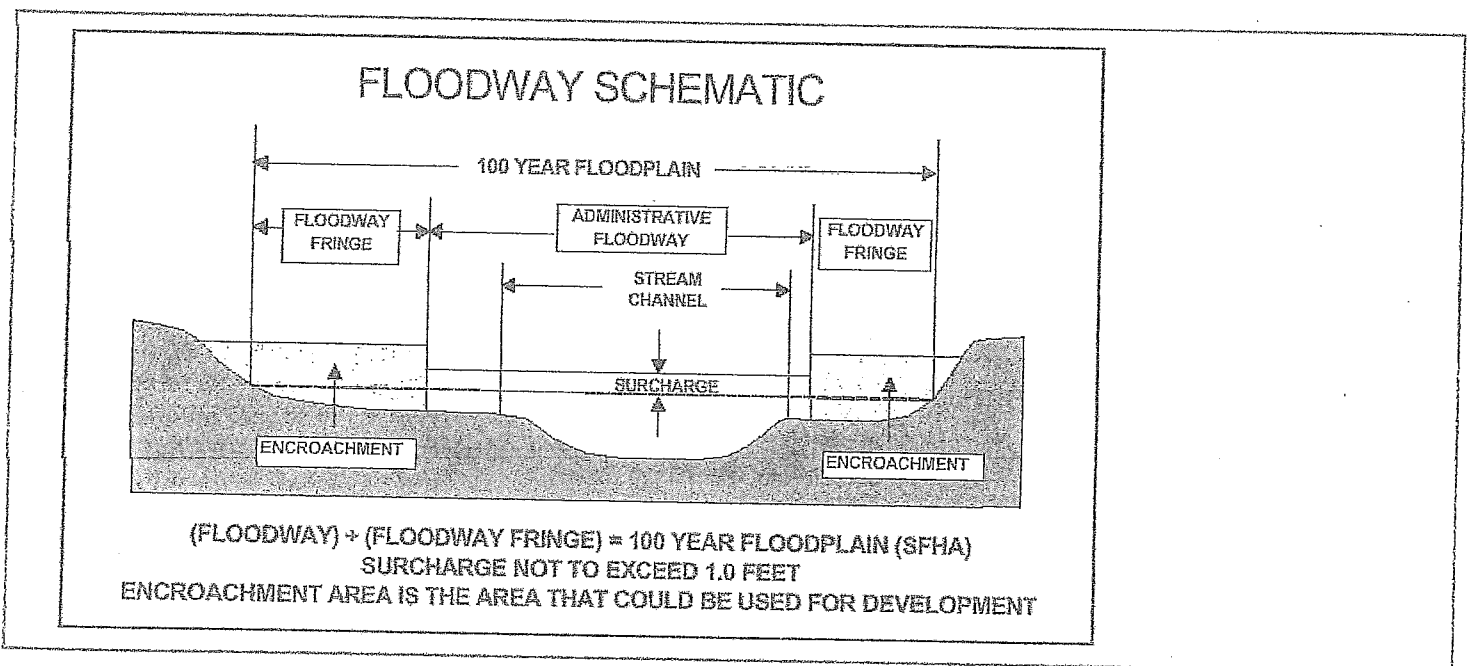 FLOODWAY SCHEMATIC
100 YEAR FLOODPLAIN
FLOODWAY
FRINGE
ADMINISTRATIVE
FLOODWAY
FLOODWAY
FRINGE
STREAM
CHANNEL
SURCHARGE
ENCROACHMENT
ENCROACHMENT
(FLOODWAY) + (FLOODWAY FRINGE) = 100 YEAR FLOODPLAIN (SFHA)
SURCHARGE NOT TO EXCEED 1.0 FEET
ENCROACHMENT AREA IS THE AREA THAT COULD BE USED FOR DEVELOPMENT